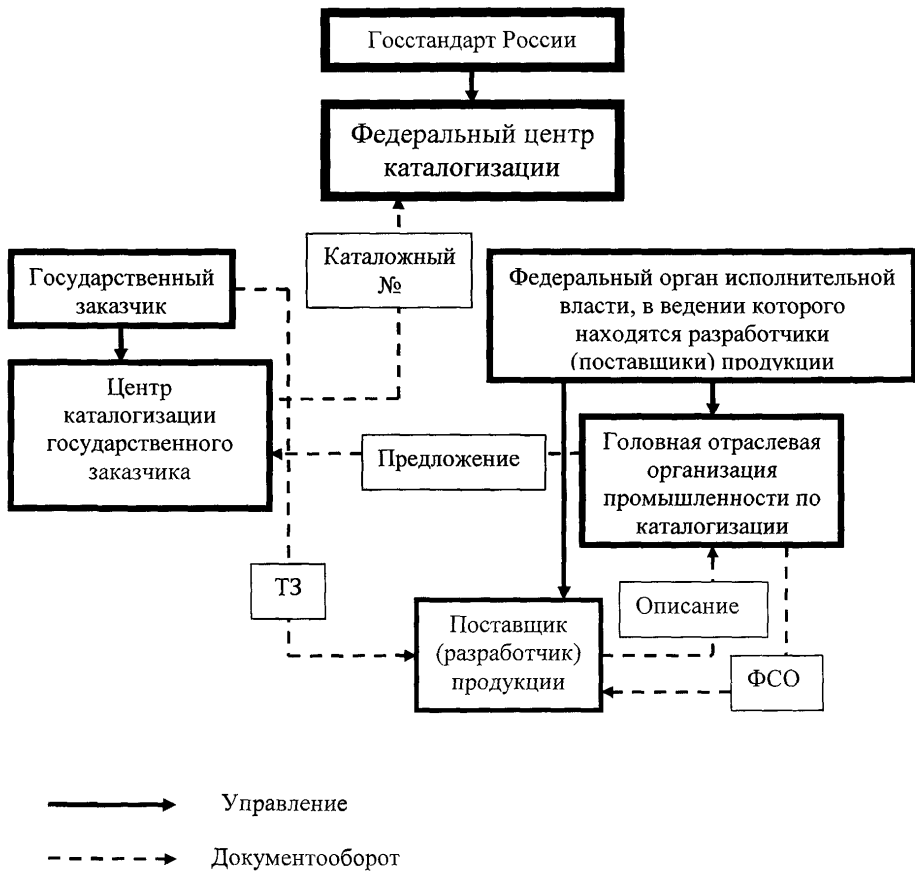 Госстандарт России
Федеральный центр
каталогизации
Каталожный
№
Государственный
заказчик
Федеральный орган исполнительной
власти, в ведении которого
находятся разработчики
(поставщики) продукции
Центр
каталогизации
государственного
заказчика
Предложение
Головная отраслевая
организация
промышленности по
каталогизации
ТЗ
Описание
Поставщик
(разработчик)
продукции
ФСО
Управление
Документооборот